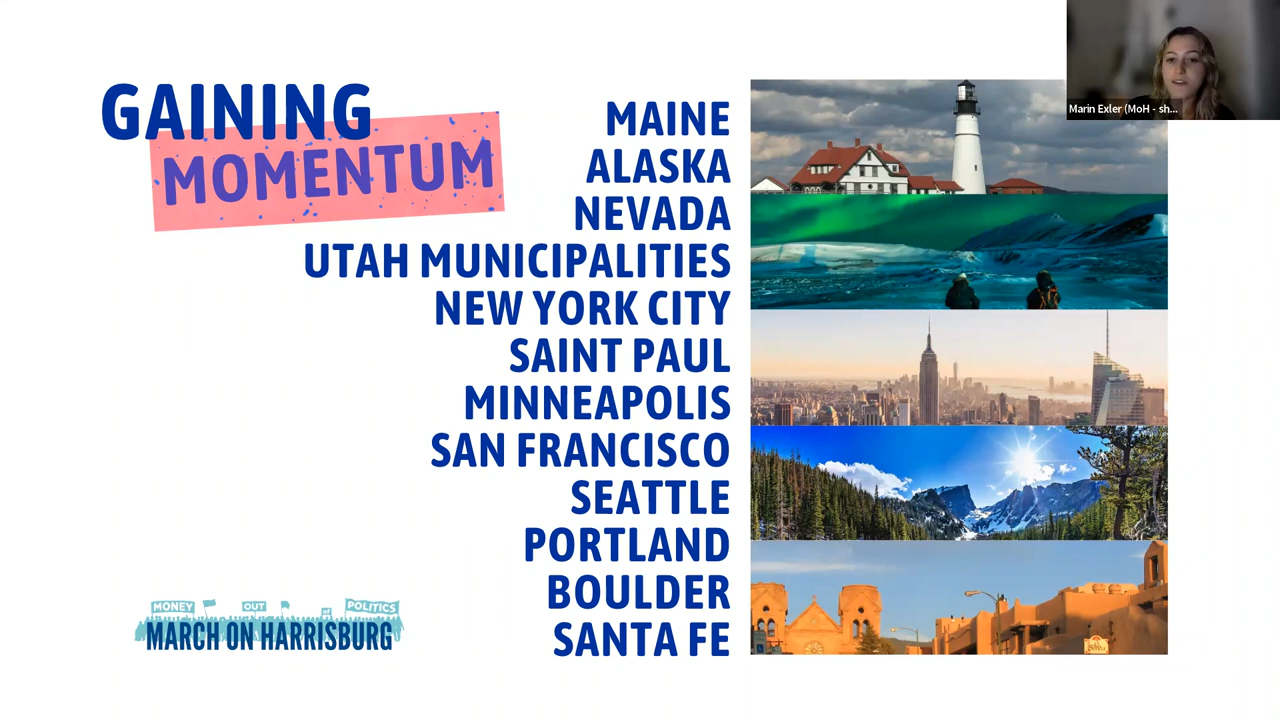 GAINING
MOMENTUM
MAINE
ALASKA
NEVADA
UTAH MUNICIPALITIES
NEW YORK CITY
SAINT PAUL
MINNEAPOLIS
SAN FRANCISCO
SEATTLE
PORTLAND
BOULDER
SANTA FE
MONEY OUT of POLITICS
MARCH ON HARRISBURG
Marin Exler (MoH - sh...